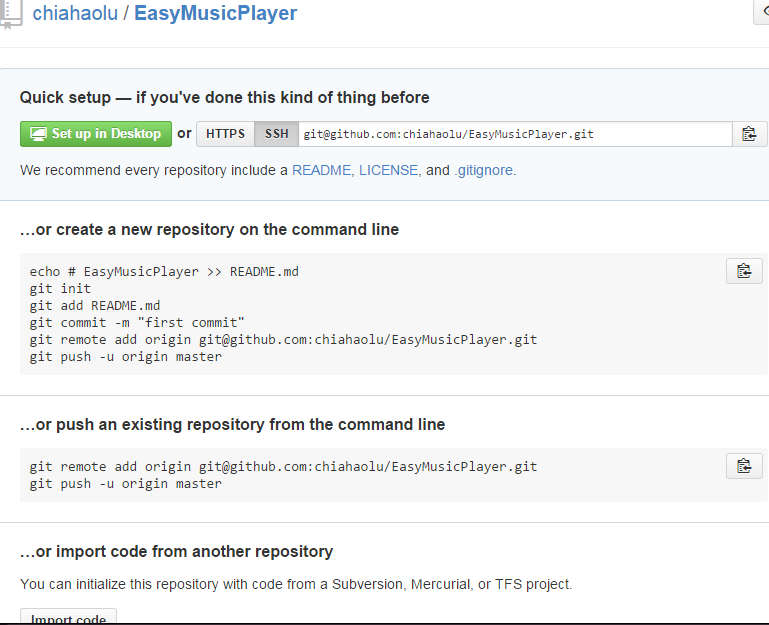 chiahaolu / EasyMusicPlayer
Quick setup — if you've done this kind of thing before
Set up in Desktop or HTTPS SSH git@github.com:chiahaolu/EasyMusicPlayer.git
We recommend every repository include a README, LICENSE, and .gitignore.
…or create a new repository on the command line
echo # EasyMusicPlayer >> README.md
git init
git add README.md
git commit -m "first commit"
git remote add origin git@github.com:chiahaolu/EasyMusicPlayer.git
git push -u origin master
…or push an existing repository from the command line
git remote add origin git@github.com:chiahaolu/EasyMusicPlayer.git
git push -u origin master
…or import code from another repository
You can initialize this repository with code from a Subversion, Mercurial, or TFS project.
Import code